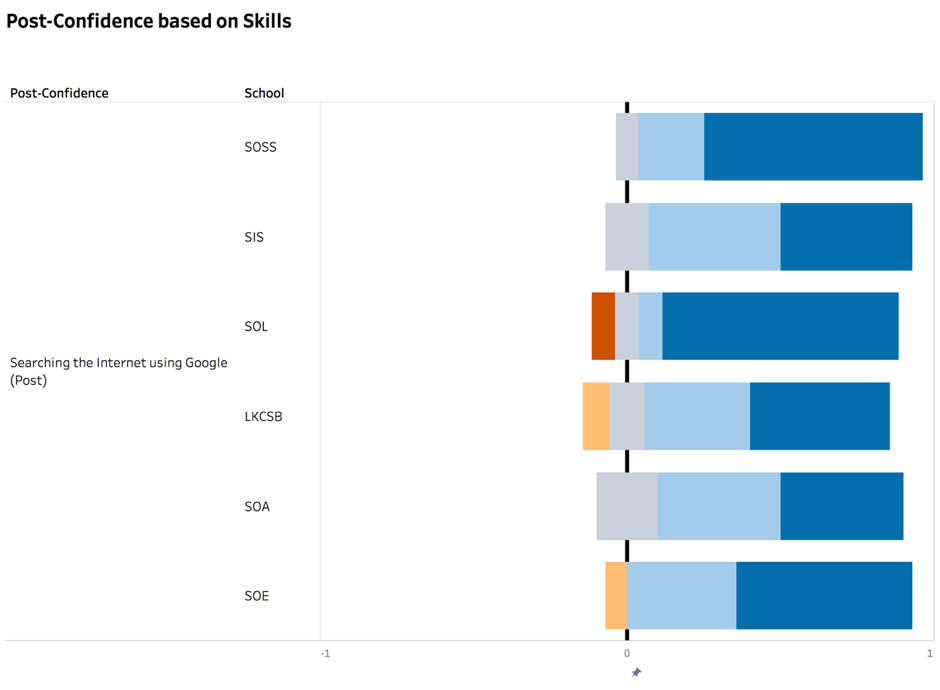 Post-Confidence based on Skills
Post-Confidence School
SOSS
SIS
SOL
Searching the Internet using Google
(Post)
LKCSB
SOA
SOE
-1 0 1